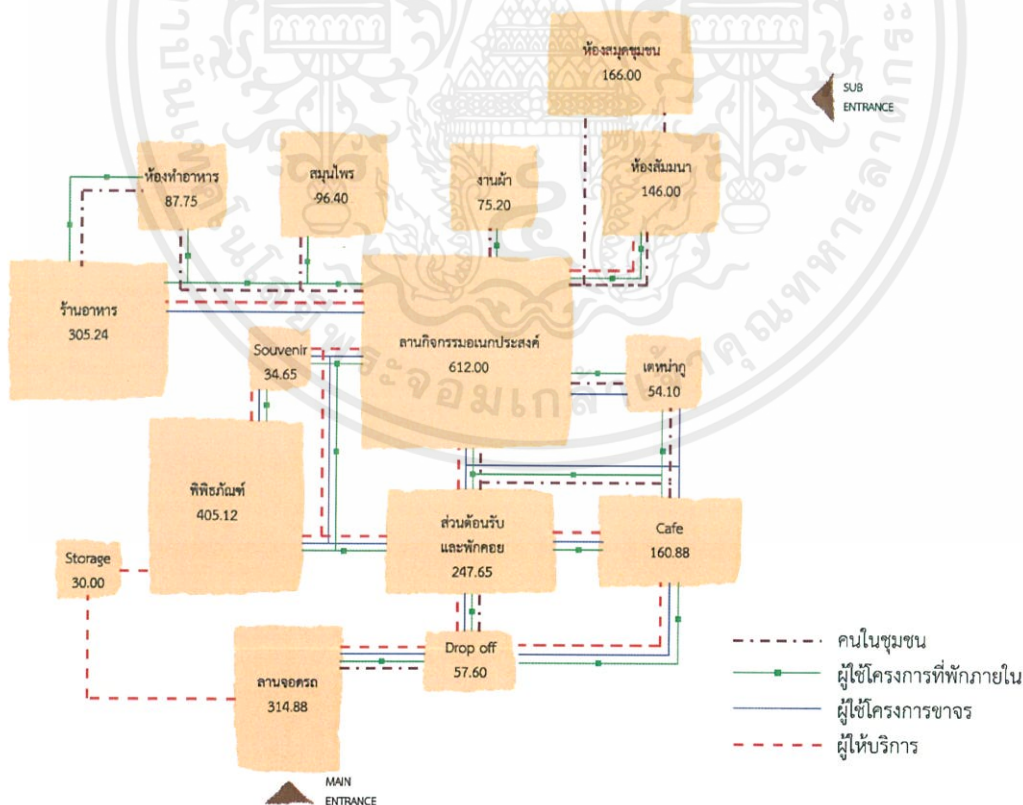 ห้องสมุดชุมชน
166.00
SUB
ENTRANCE
ห้องทำอาหาร
87.75
สมุนไพร
96.40
งานผ้า
75.20
ห้องสัมมนา
146.00
ร้านอาหาร
305.24
Souvenir
34.65
ลานกิจกรรมอเนกประสงค์
612.00
เตหน่ากู
54.10
พิพิธภัณฑ์
405.12
ส่วนต้อนรับ
และพักคอย
247.65
Cafe
160.88
Storage
30.00
ลานจอดรถ
314.88
Drop off
57.60
คนในชุมชน
ผู้ใช้โครงการที่พักภายใน
ผู้ใช้โครงการขาจร
ผู้ให้บริการ
MAIN
ENTRANCE